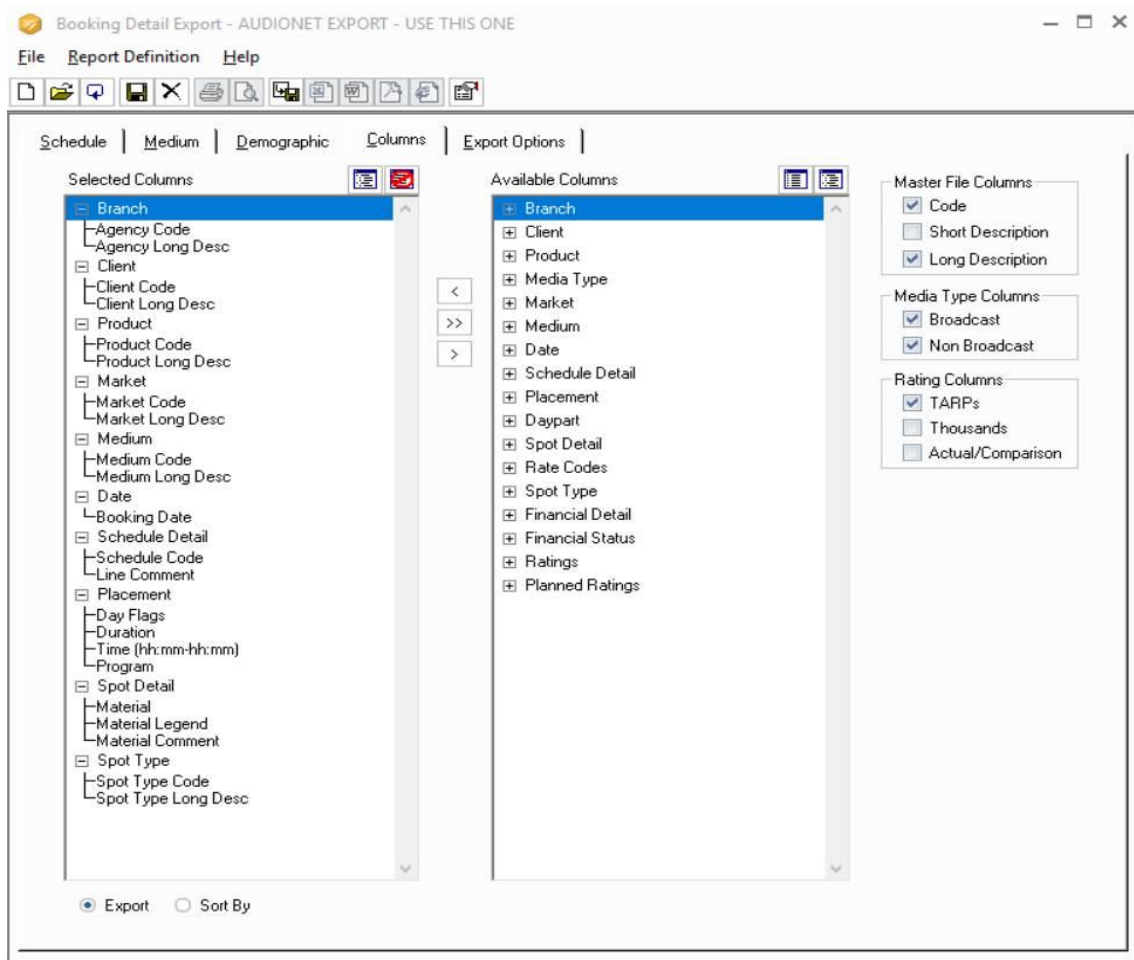 Booking Detail Export - AUDIONET EXPORT - USE THIS ONE
File Report Definition Help
Schedule Medium Demographic Columns Export Options
Selected Columns
Branch
Agency Code
Agency Long Desc
Client
Client Code
Client Long Desc
Product
Product Code
Product Long Desc
Market
Market Code
Market Long Desc
Medium
Medium Code
Medium Long Desc
Date
Booking Date
Schedule Detail
Schedule Code
Line Comment
Placement
Day Flags
Duration
Time (hh:mm-hh:mm)
Program
Spot Detail
Material
Material Legend
Material Comment
Spot Type
Spot Type Code
Spot Type Long Desc
Export Sort By
<
>>
>
Available Columns
Branch
Client
Product
Media Type
Market
Medium
Date
Schedule Detail
Placement
Daypart
Spot Detail
Rate Codes
Spot Type
Financial Detail
Financial Status
Ratings
Planned Ratings
Master File Columns
Code
Short Description
Long Description
Media Type Columns
Broadcast
Non Broadcast
Rating Columns
TARPs
Thousands
Actual/Comparison